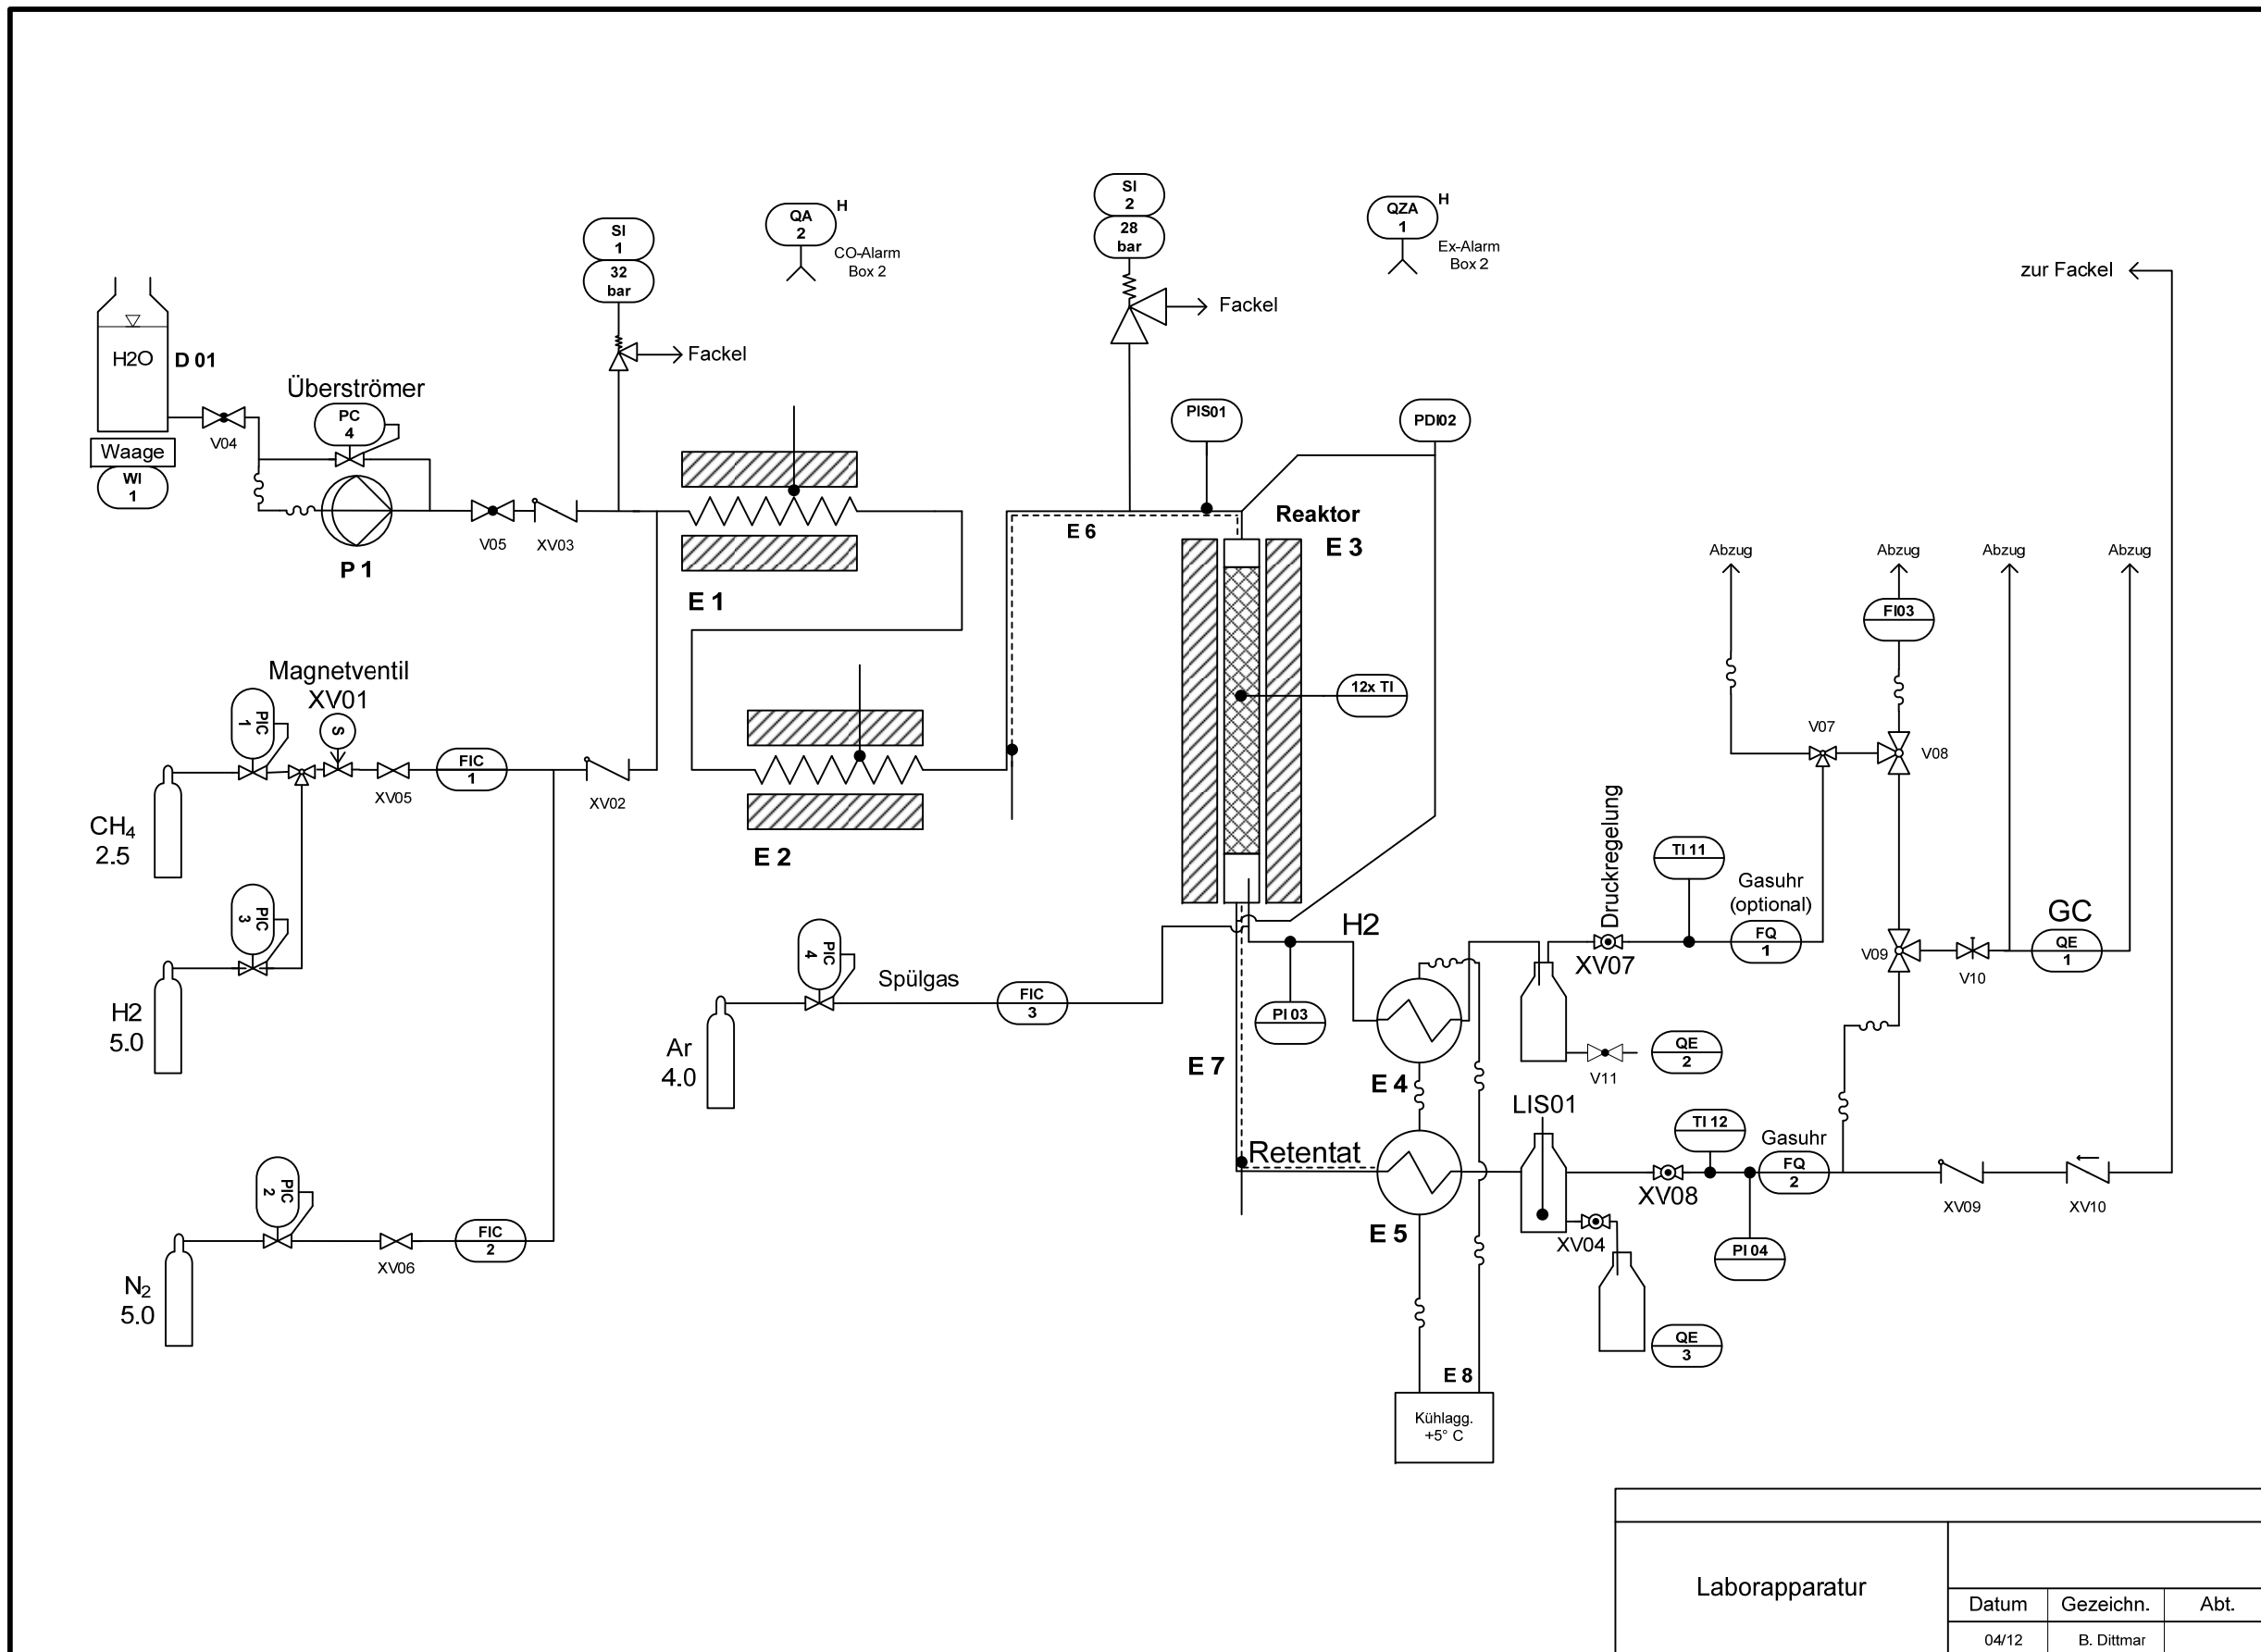 SI
1
32
bar
QA
2
H
CO-Alarm
Box 2
SI
2
28
bar
QZA
1
H
Ex-Alarm
Box 2
zur Fackel
Fackel
Fackel
H2O
D 01
Überströmer
PC
4
V04
Waage
WI
1
P 1
V05
XV03
PIS01
PDI02
E 6
Reaktor
E 3
E 1
Abzug
Abzug
Abzug
Abzug
FI03
Magnetventil
XV01
PIC
1
S
FIC
1
XV05
XV02
12x TI
V07
V08
CH4
2.5
E 2
Druckregelung
TI 11
Gasuhr
(optional)
FQ
1
GC
QE
1
V09
V10
PIC
3
H2
5.0
PIC
4
Spülgas
FIC
3
H2
PI 03
XV07
Ar
4.0
E 7
E 4
QE
2
V11
LIS01
TI 12
Gasuhr
FQ
2
Retentat
XV08
XV09
XV10
PIC
2
E 5
XV04
PI 04
FIC
2
XV06
N2
5.0
QE
3
E 8
Kühlagg.
+5° C
Laborapparatur
Datum
Gezeichn.
Abt.
04/12
B. Dittmar